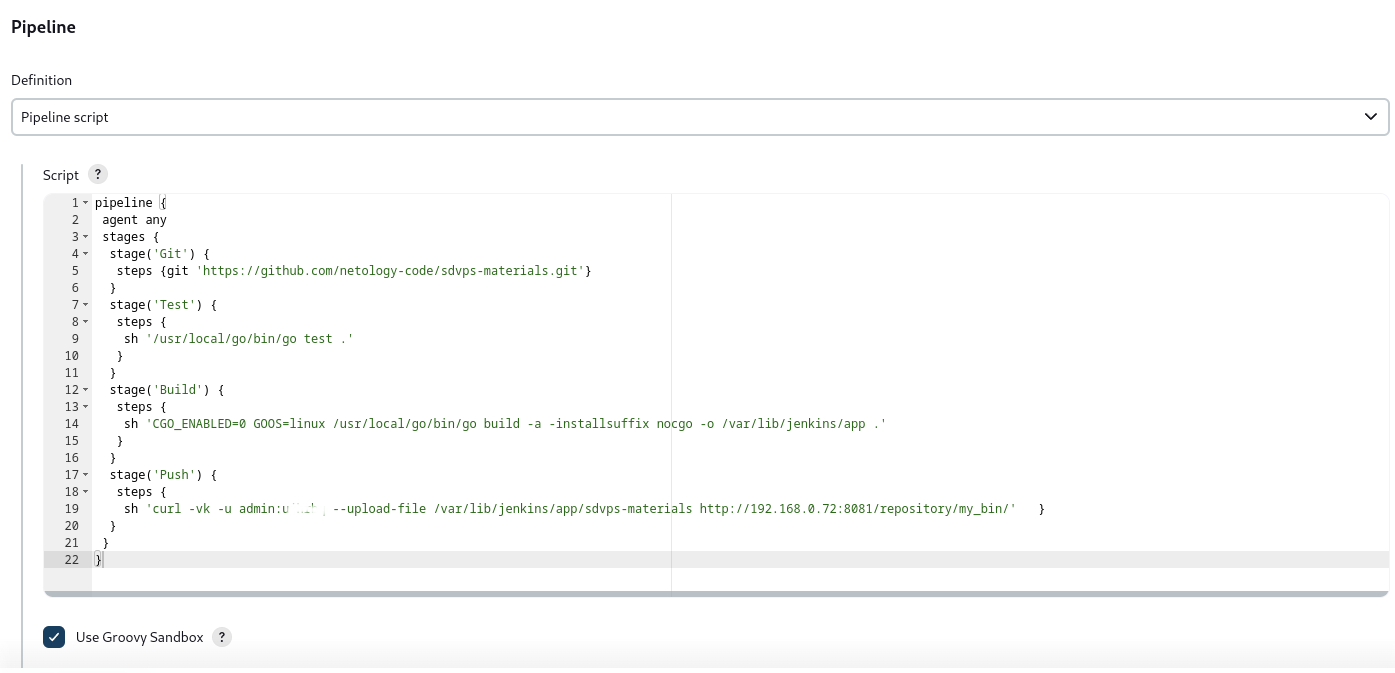 Pipeline
Definition
Pipeline script
Script ?
1 pipeline {
2 agent any
3 stages {
4 stage('Git') {
5 steps {git 'https://github.com/netology-code/sdvps-materials.git'}
6 }
7 stage('Test') {
8 steps {
9 sh '/usr/local/go/bin/go test .'
10 }
11 }
12 stage('Build') {
13 steps {
14 sh 'CGO_ENABLED=0 GOOS=linux /usr/local/go/bin/go build -a -installsuffix nocgo -o /var/lib/jenkins/app .'
15 }
16 }
17 stage('Push') {
18 steps {
19 sh 'curl -vk -u admin: --upload-file /var/lib/jenkins/app/sdvps-materials http://192.168.0.72:8081/repository/my_bin/' }
20 }
21 }
22 }
Use Groovy Sandbox ?